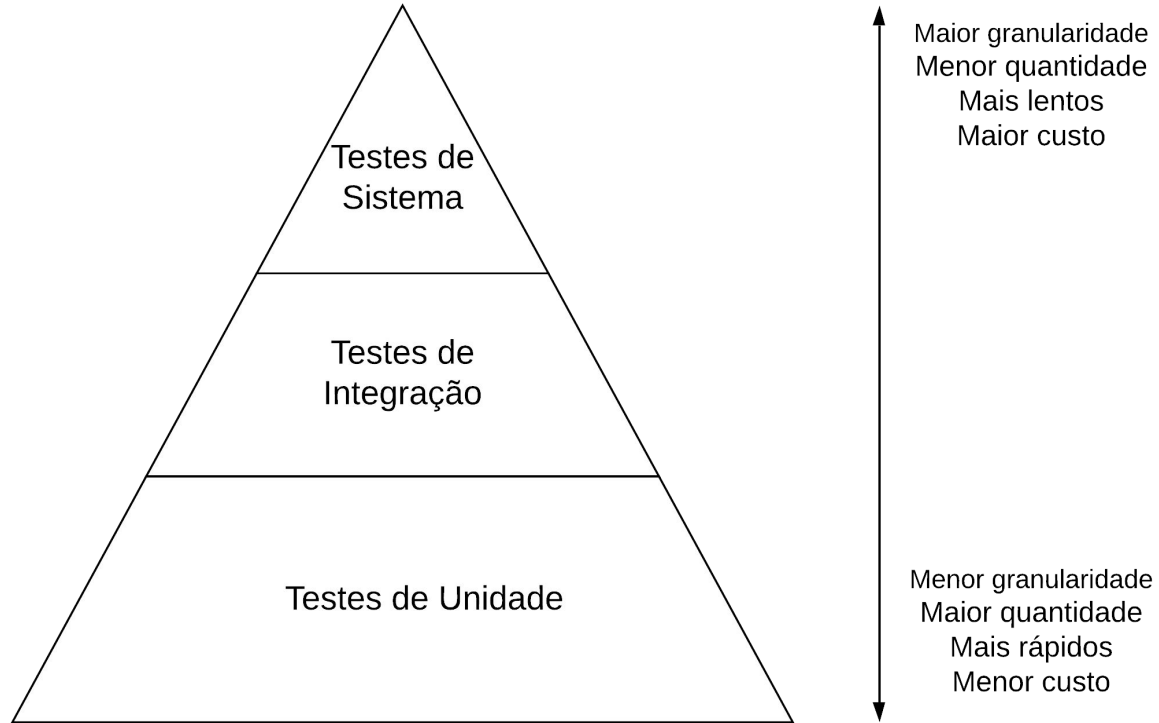 Testes de
Sistema
Testes de
Integração
Testes de Unidade
Maior granularidade
Menor quantidade
Mais lentos
Maior custo
Menor granularidade
Maior quantidade
Mais rápidos
Menor custo